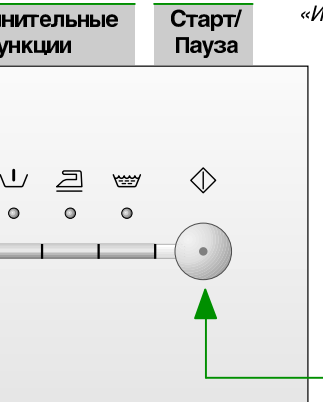 нительные
ункции
Старт/
Пауза
«И